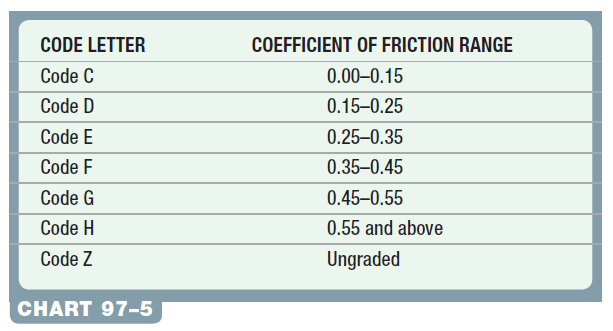 CODE LETTER COEFFICIENT OF FRICTION RANGE
Code C 0.00–0.15
Code D 0.15–0.25
Code E 0.25–0.35
Code F 0.35–0.45
Code G 0.45–0.55
Code H 0.55 and above
Code Z Ungraded
CHART 97–5